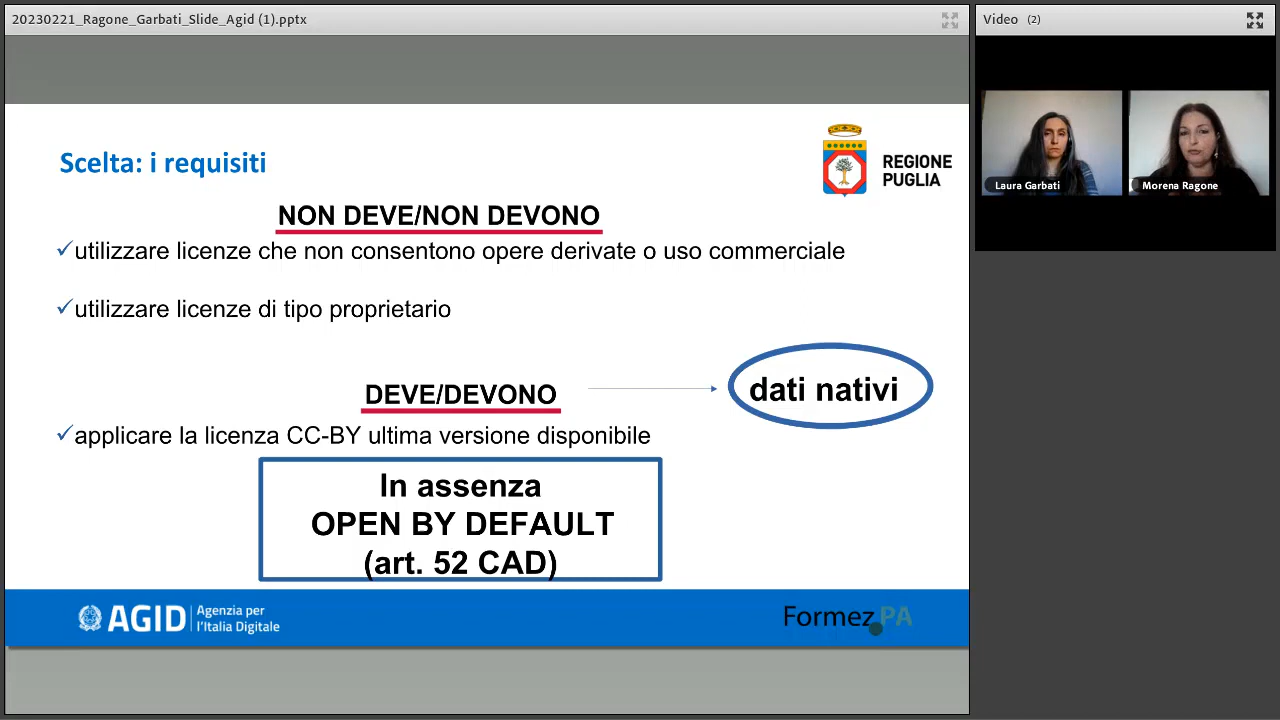 20230221_Ragone_Garbati_Slide_Agid (1).pptx
Video (2)
Scelta: i requisiti
REGIONE
PUGLIA
NON DEVE/NON DEVONO
✓utilizzare licenze che non consentono opere derivate o uso commerciale
✓utilizzare licenze di tipo proprietario
DEVE/DEVONO
dati nativi
✓applicare la licenza CC-BY ultima versione disponibile
In assenza
OPEN BY DEFAULT
(art. 52 CAD)
AGID
Agenzia per
l'Italia Digitale
Formez PA
Laura Garbati
Morena Ragone